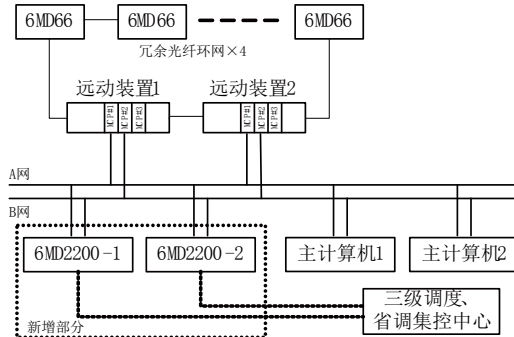 6MD66
6MD66
6MD66
冗余光纤环网×4
远动装置1
远动装置2
MCP#1
MCP#2
MCP#3
MCP#1
MCP#2
MCP#3
A网
B网
6MD2200-1
6MD2200-2
主计算机1
主计算机2
三级调度、
省调集控中心
新增部分